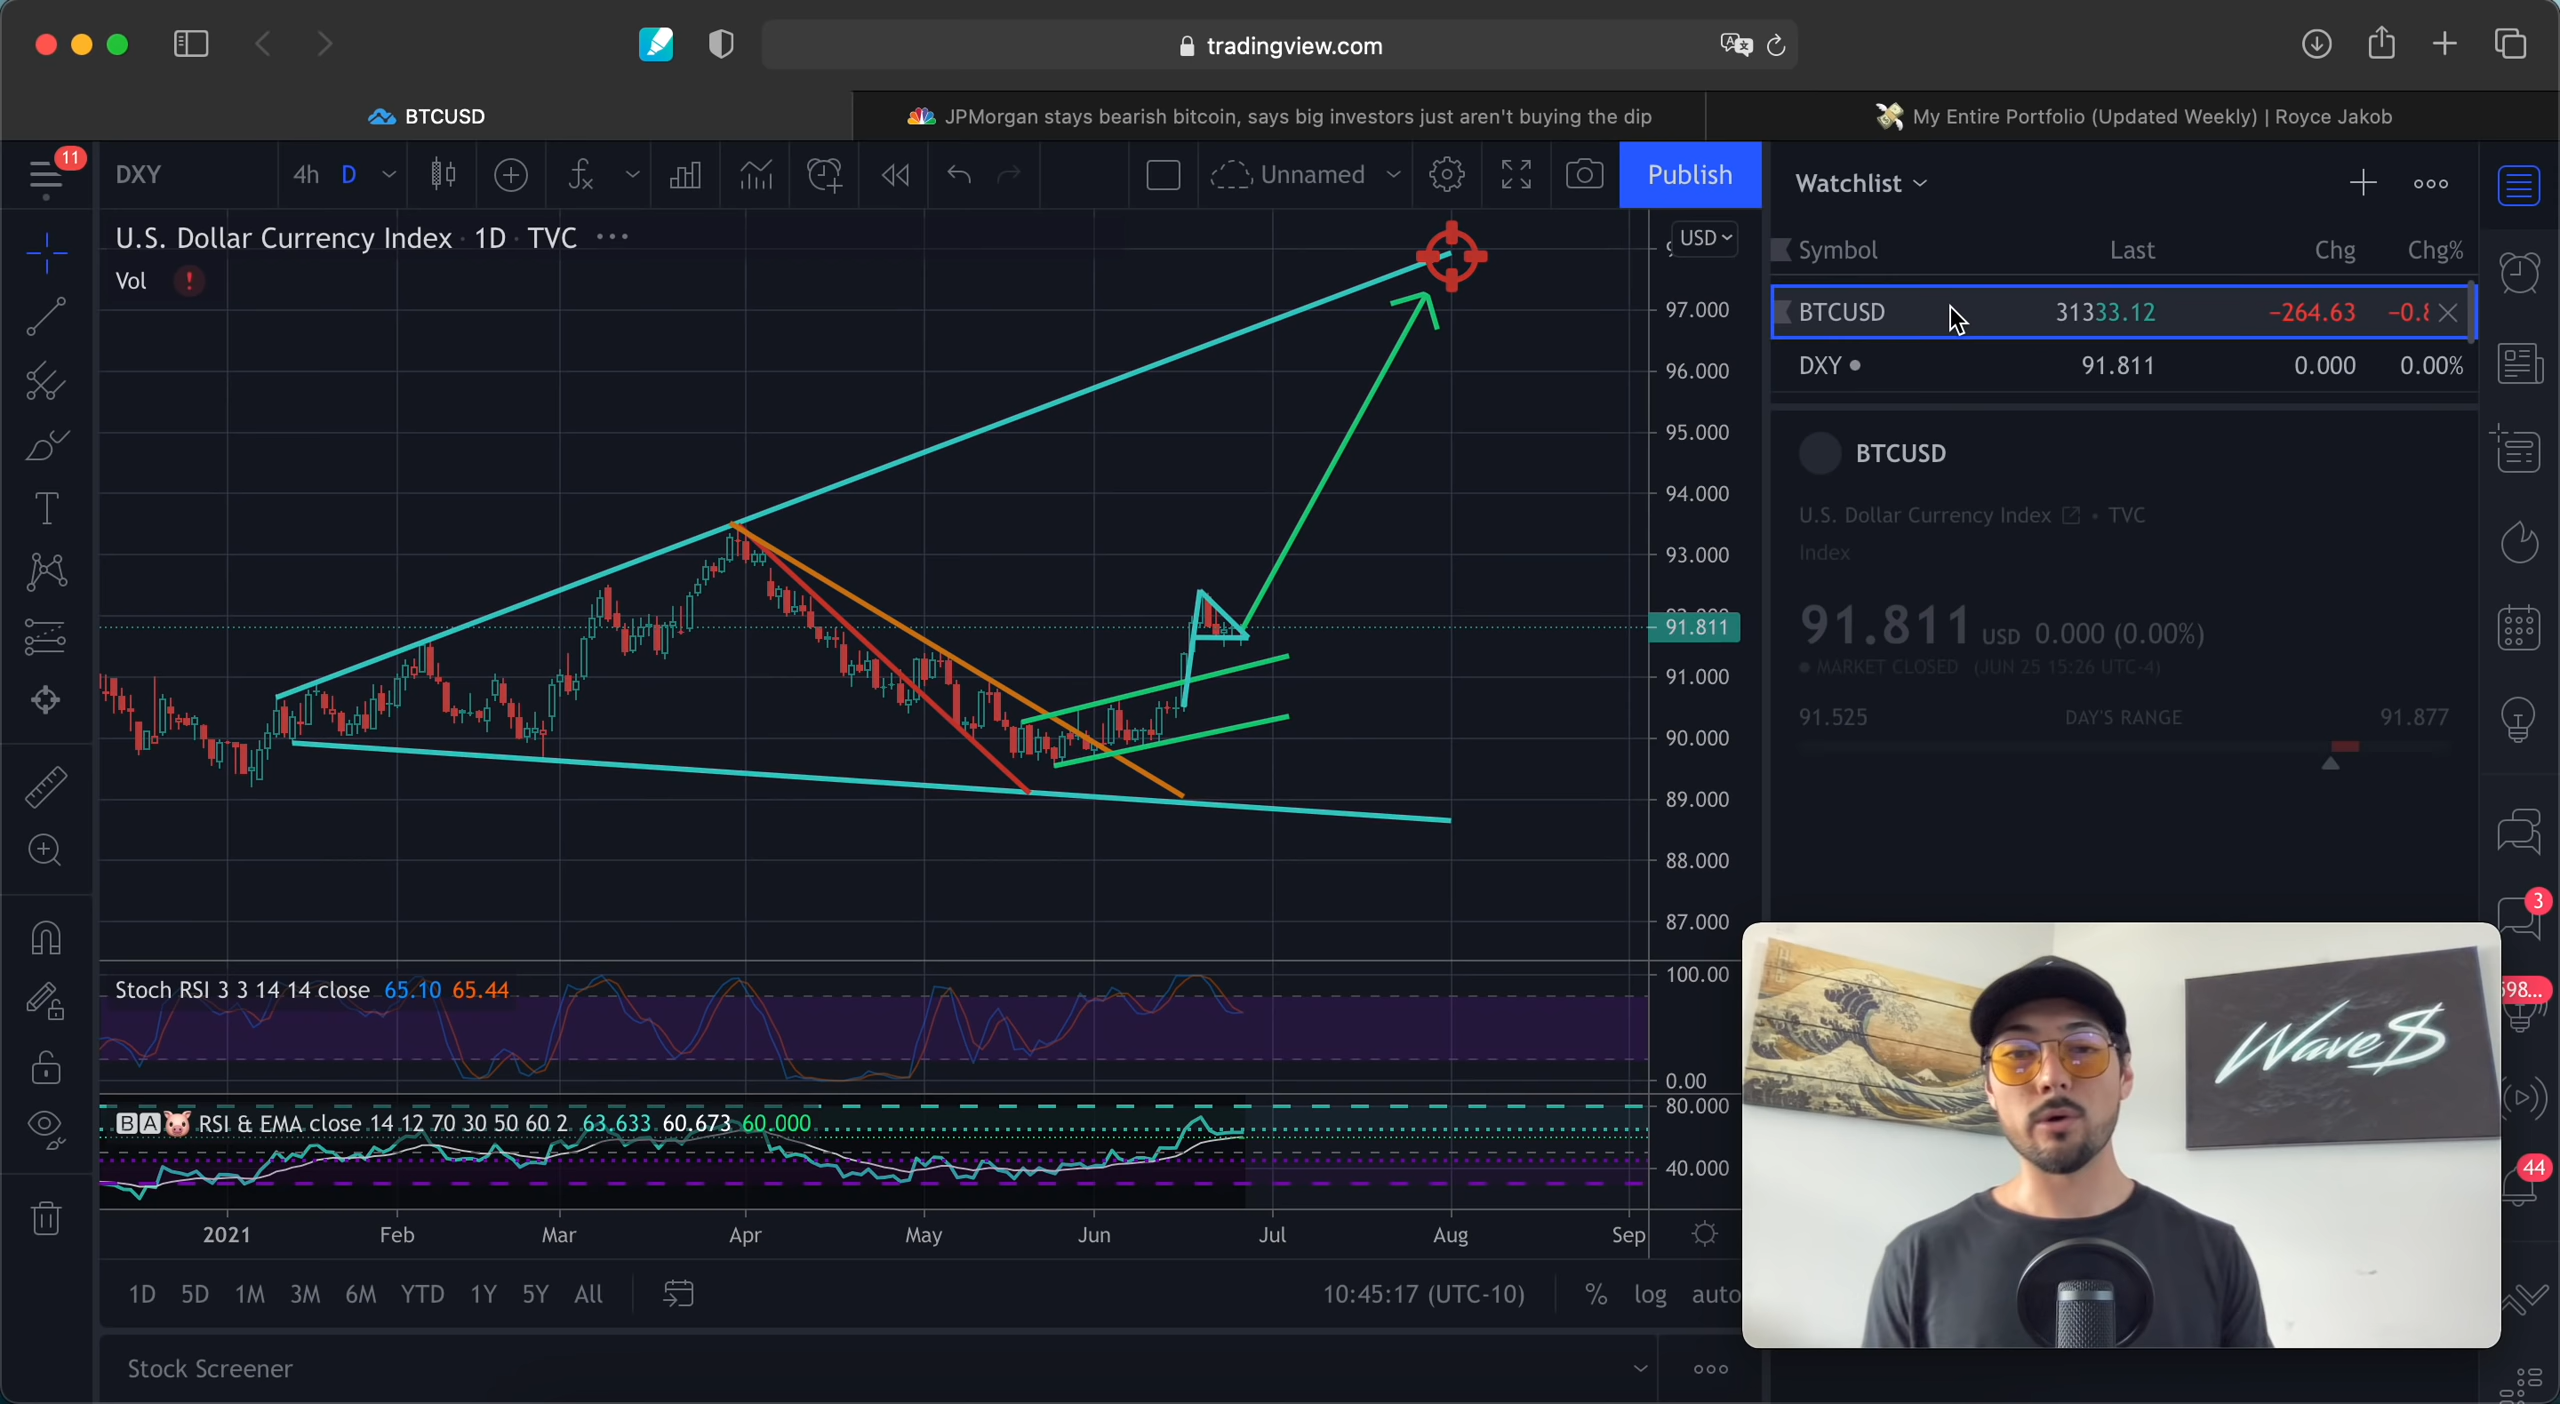 tradingview.com
BTCUSD
JPMorgan stays bearish bitcoin, says big investors just aren't buying the dip
My Entire Portfolio (Updated Weekly) | Royce Jakob
11
DXY
4h
D
Unnamed
Publish
Watchlist
U.S. Dollar Currency Index · 1D · TVC
Vol
!
USD
97.000
96.000
95.000
94.000
93.000
91.811
91.000
90.000
89.000
88.000
87.000
Symbol Last Chg Chg%
BTCUSD 31333.12 −264.63
DXY 91.811 0.000 0.00%
BTCUSD
U.S. Dollar Currency Index • TVC
Index
91.811 USD 0.000 (0.00%)
MARKET CLOSED (JUN 25 15:26 UTC-4)
91.525 DAY'S RANGE 91.877
Stoch RSI 3 3 14 14 close 65.10 65.44
100.00
0.00
BA RSI & EMA close 14 12 70 30 50 60 2 63.633 60.673 60.000
80.000
40.000
2021 Feb Mar Apr May Jun Jul Aug Sep
1D 5D 1M 3M 6M YTD 1Y 5Y All
10:45:17 (UTC-10)
% log auto
Stock Screener
Wave$
3
44